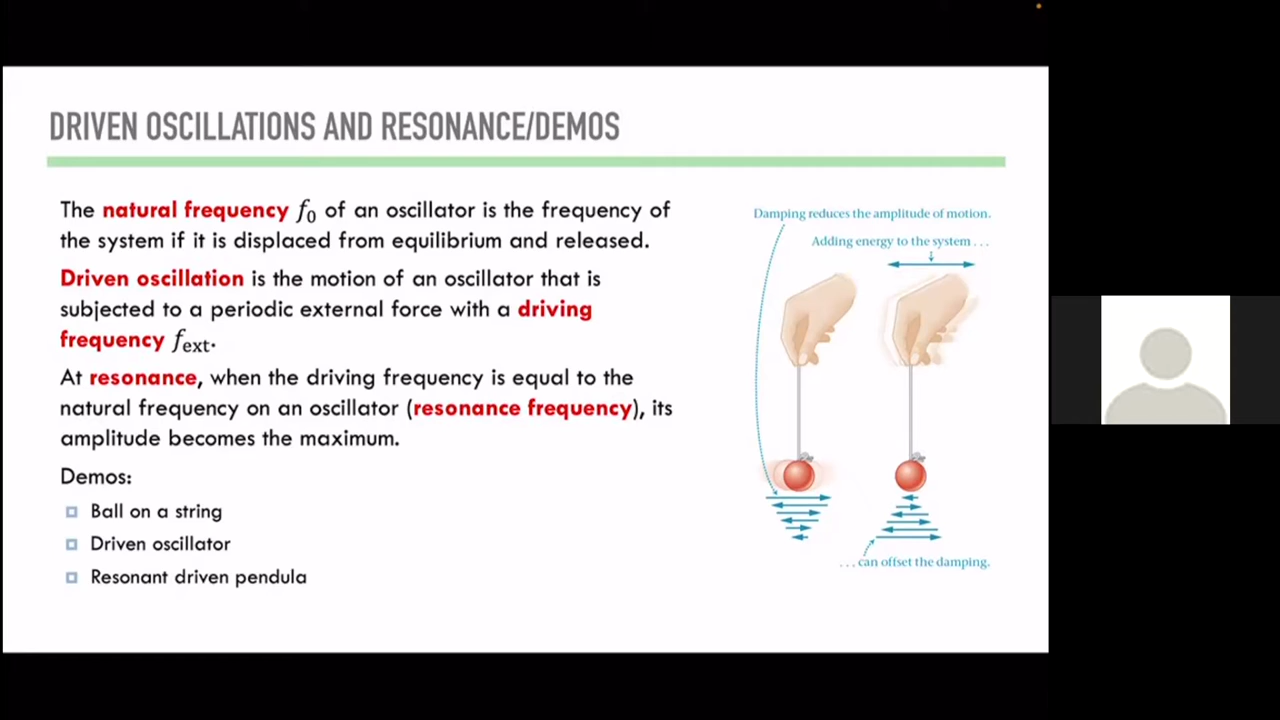 DRIVEN OSCILLATIONS AND RESONANCE/DEMOS
The natural frequency f₀ of an oscillator is the frequency of
the system if it is displaced from equilibrium and released.
Driven oscillation is the motion of an oscillator that is
subjected to a periodic external force with a driving
frequency f_ext.
At resonance, when the driving frequency is equal to the
natural frequency on an oscillator (resonance frequency), its
amplitude becomes the maximum.
Demos:
Ball on a string
Driven oscillator
Resonant driven pendula
Damping reduces the amplitude of motion.
Adding energy to the system . . .
. . . can offset the damping.